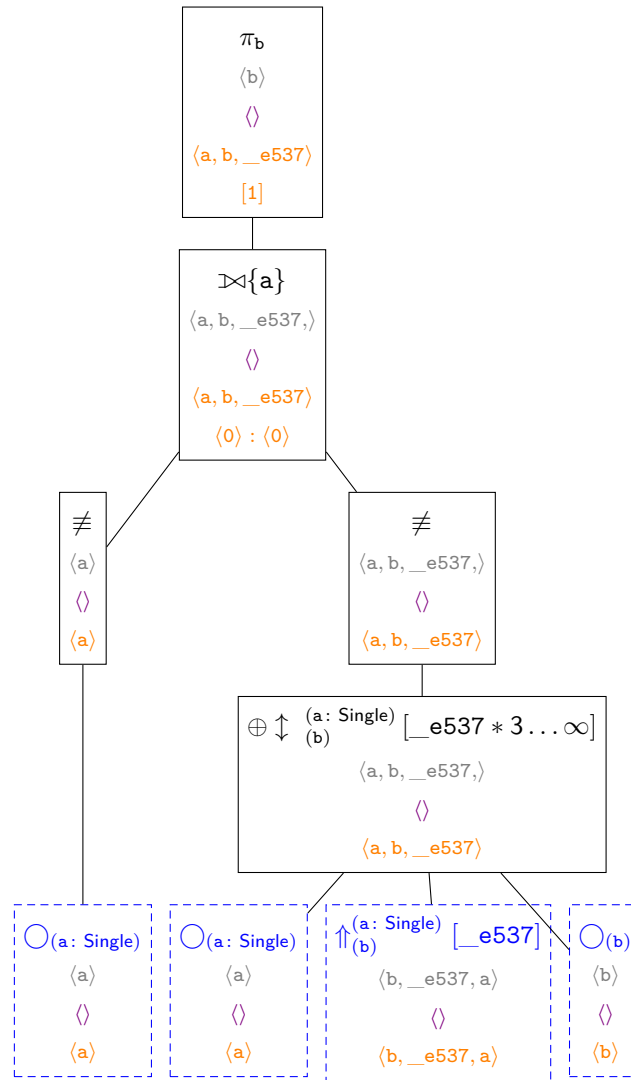 π_b
⟨b⟩
⟨⟩
⟨a, b, __e537⟩
[1]
⟕{a}
⟨a, b, __e537,⟩
⟨⟩
⟨a, b, __e537⟩
⟨0⟩ : ⟨0⟩
≢
⟨a⟩
⟨⟩
⟨a⟩
≢
⟨a, b, __e537,⟩
⟨⟩
⟨a, b, __e537⟩
⊕ ↕ (a: Single) (b) [__e537 * 3 … ∞]
⟨a, b, __e537,⟩
⟨⟩
⟨a, b, __e537⟩
◯(a: Single)
⟨a⟩
⟨⟩
⟨a⟩
◯(a: Single)
⟨a⟩
⟨⟩
⟨a⟩
⇑(a: Single) (b) [__e537]
⟨b, __e537, a⟩
⟨⟩
⟨b, __e537, a⟩
◯(b)
⟨b⟩
⟨⟩
⟨b⟩